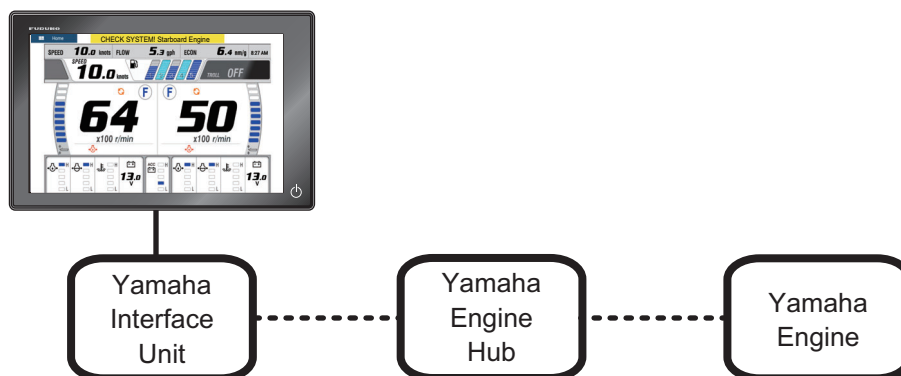 FURUNO
Home
CHECK SYSTEM! Starboard Engine
SPEED 10.0 knots FLOW 5.3 gph ECON 6.4 nm/g 8:27 AM
SPEED
10.0 knots
TROLL OFF
F F
64 50
x100 r/min x100 r/min
H H H ACC H H H H
13.0 13.0
V V
L L L L L L L
Yamaha
Interface
Unit
Yamaha
Engine
Hub
Yamaha
Engine